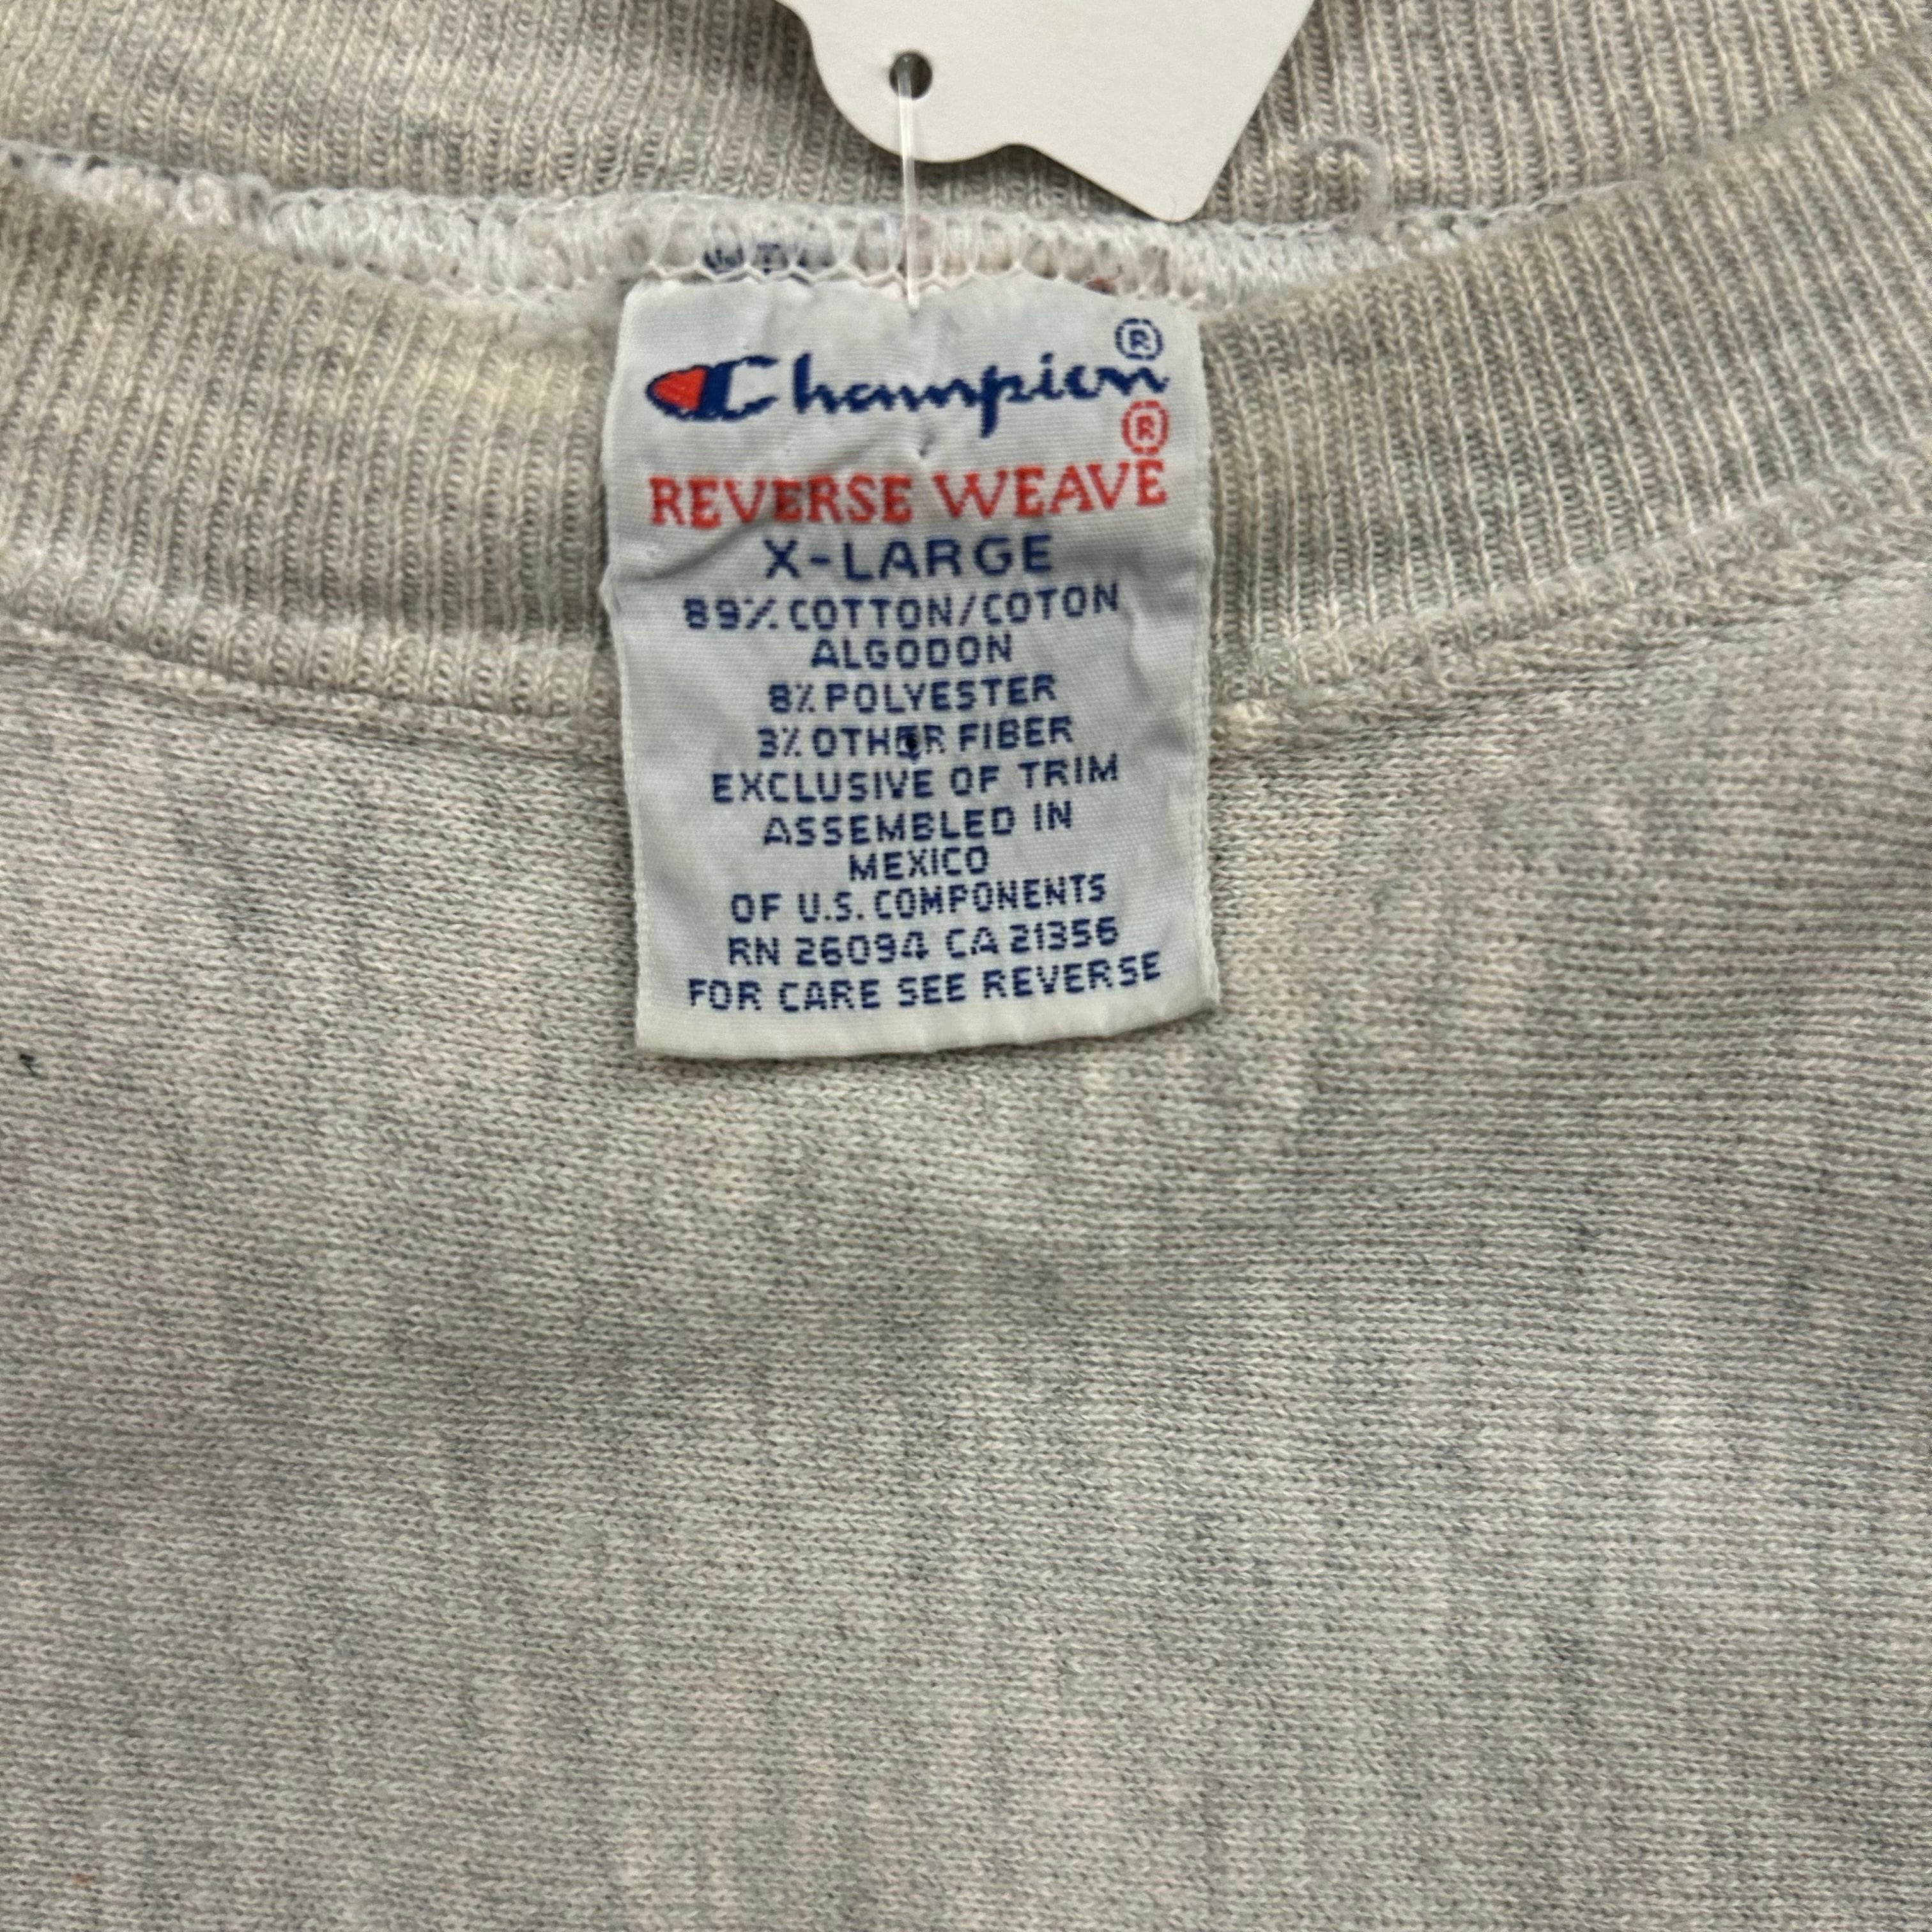 Champion®
REVERSE WEAVE®
X-LARGE
89% COTTON/COTON
ALGODON
8% POLYESTER
3% OTHER FIBER
EXCLUSIVE OF TRIM
ASSEMBLED IN
MEXICO
OF U.S. COMPONENTS
RN 26094 CA 21356
FOR CARE SEE REVERSE